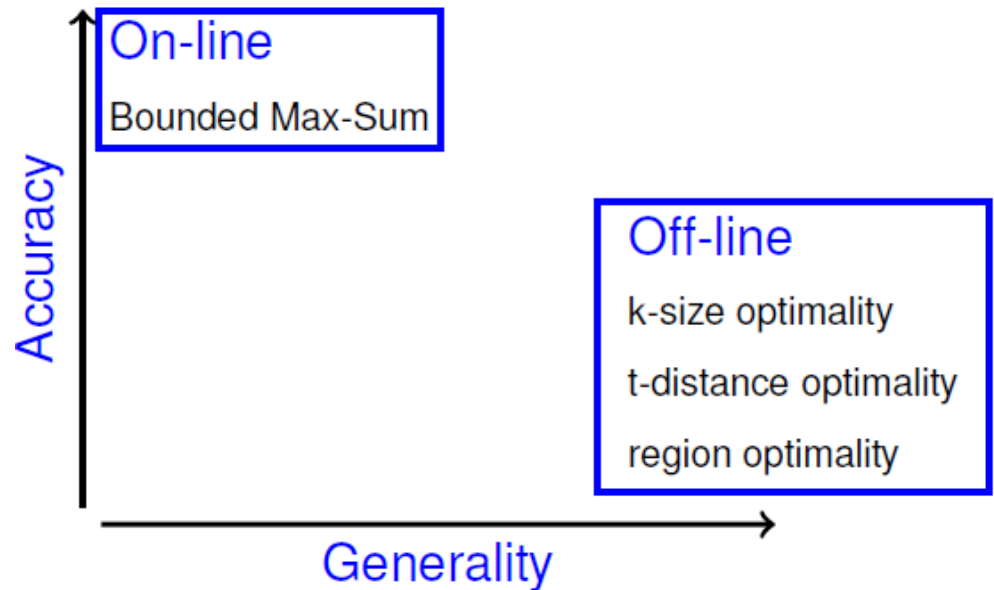 On-line
Bounded Max-Sum
Accuracy
Off-line
k-size optimality
t-distance optimality
region optimality
Generality